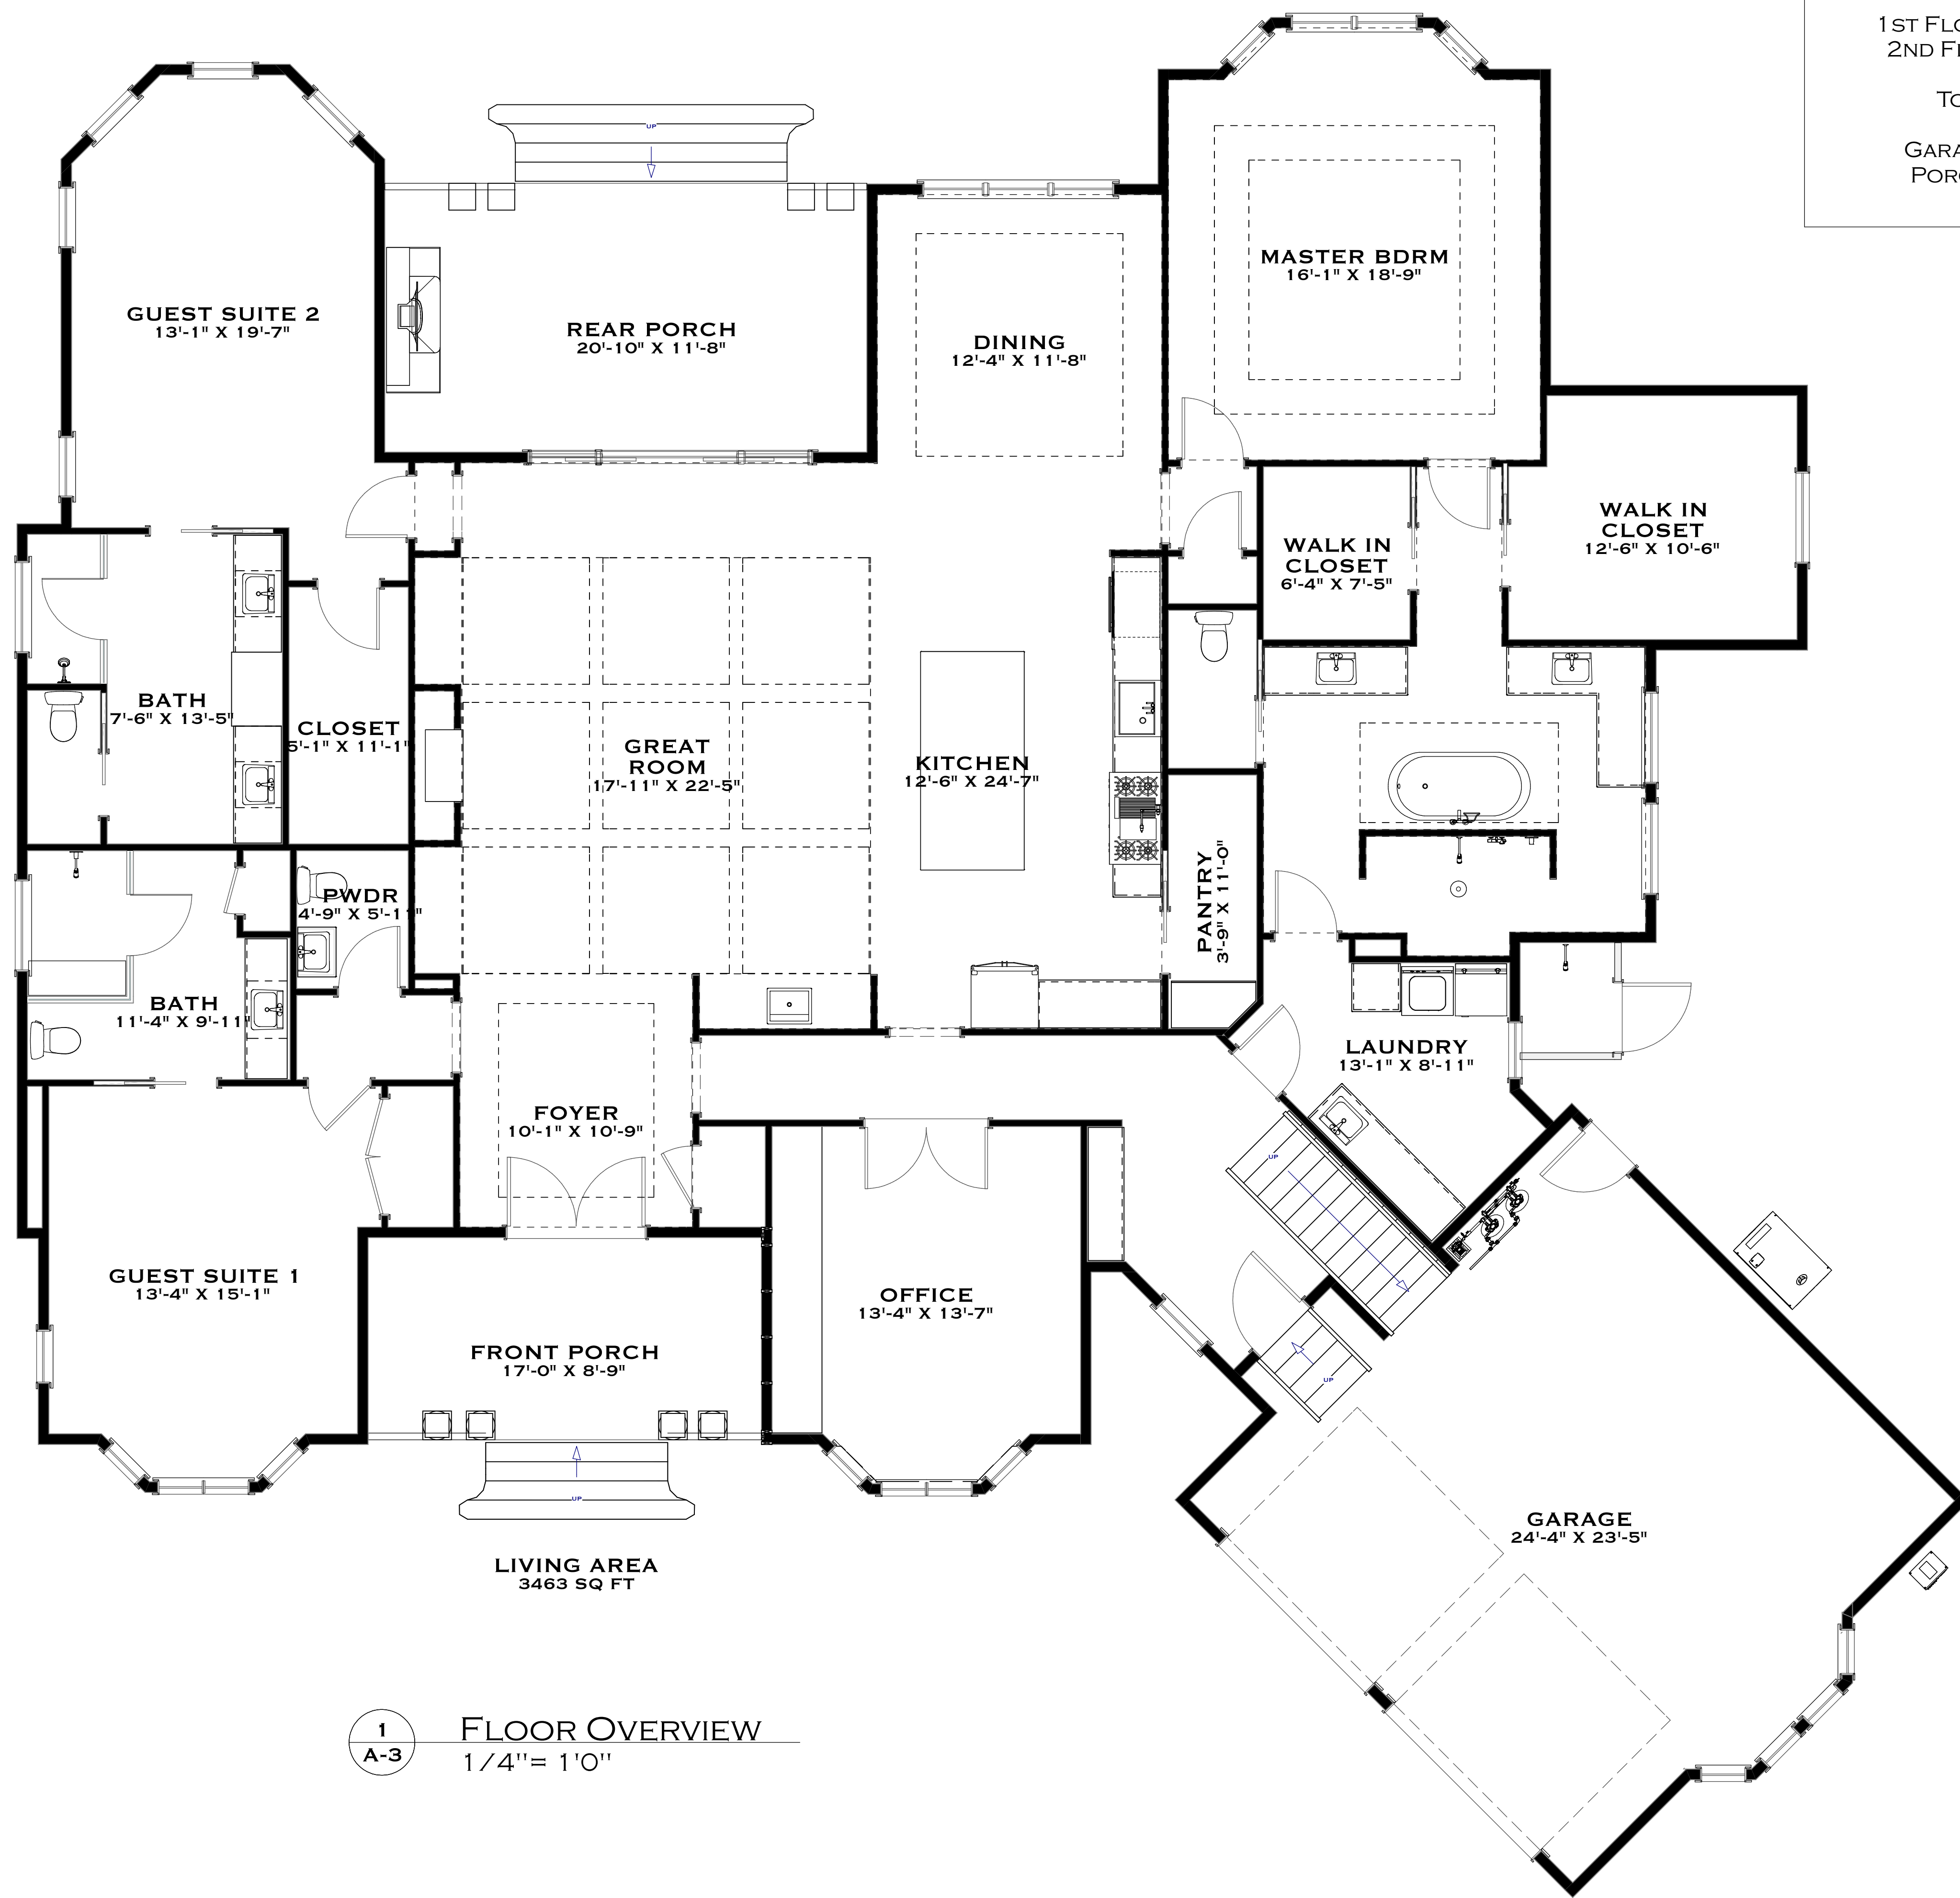 1ST FLO
2ND F
TO
GARA
PORC
UP
MASTER BDRM
16'-1" X 18'-9"
GUEST SUITE 2
13'-1" X 19'-7"
REAR PORCH
20'-10" X 11'-8"
DINING
12'-4" X 11'-8"
WALK IN
CLOSET
12'-6" X 10'-6"
WALK IN
CLOSET
6'-4" X 7'-5"
BATH
7'-6" X 13'-5"
CLOSET
5'-1" X 11'-1"
GREAT
ROOM
17'-11" X 22'-5"
KITCHEN
12'-6" X 24'-7"
PANTRY
3'-9" X 11'-0"
PWDR
4'-9" X 5'-11"
BATH
11'-4" X 9'-11"
LAUNDRY
13'-1" X 8'-11"
FOYER
10'-1" X 10'-9"
UP
GUEST SUITE 1
13'-4" X 15'-1"
OFFICE
13'-4" X 13'-7"
FRONT PORCH
17'-0" X 8'-9"
UP
UP
GARAGE
24'-4" X 23'-5"
LIVING AREA
3463 SQ FT
1
A-3
FLOOR OVERVIEW
1/4"= 1'0"